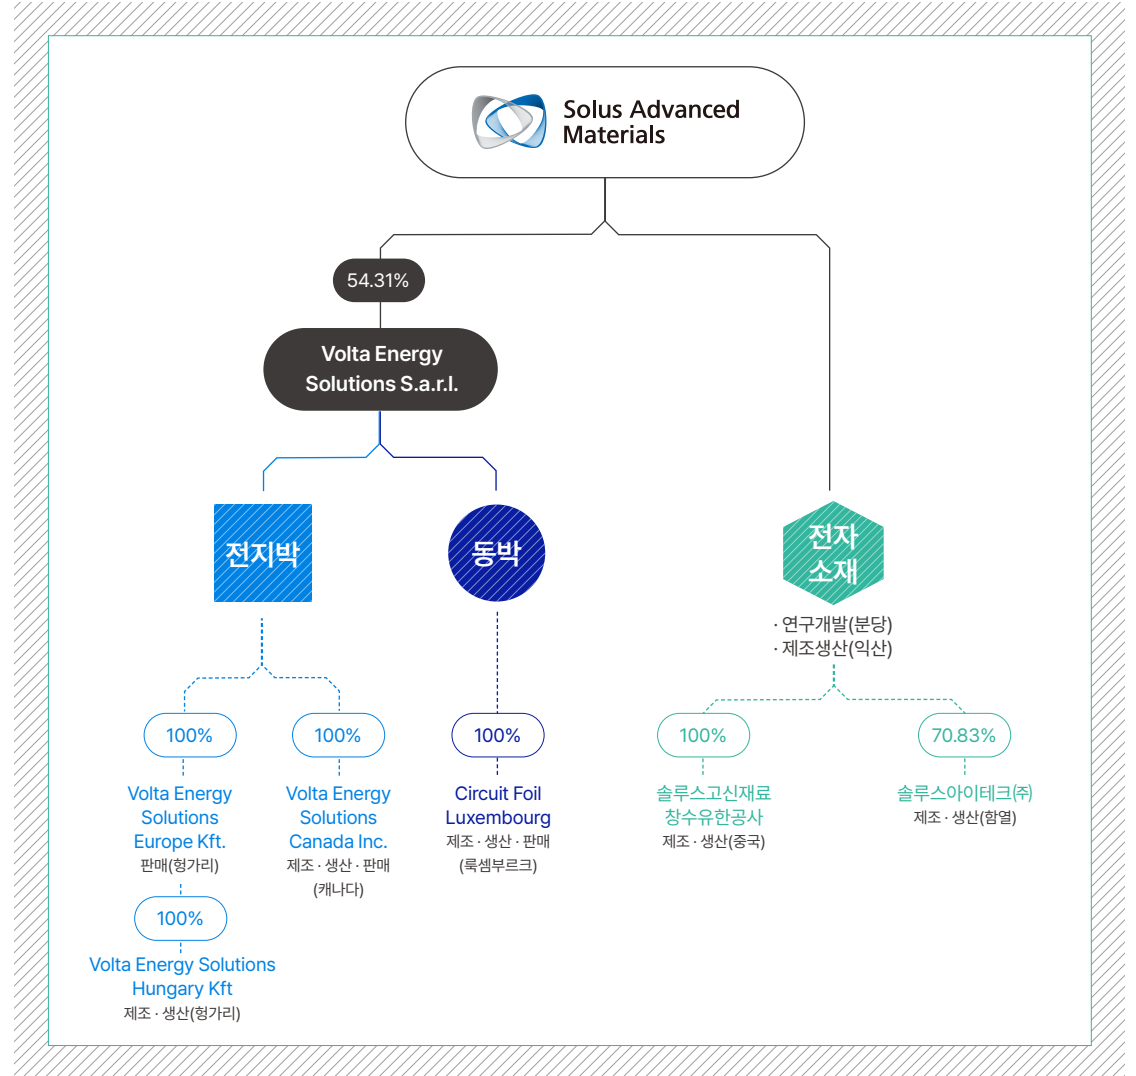 Solus Advanced
Materials
54.31%
Volta Energy
Solutions S.a.r.l.
전지박
동박
전자
소재
· 연구개발(분당)
· 제조생산(익산)
100%
Volta Energy
Solutions
Europe Kft.
판매(헝가리)
100%
Volta Energy Solutions
Hungary Kft
제조 · 생산(헝가리)
100%
Volta Energy
Solutions
Canada Inc.
제조 · 생산 · 판매
(캐나다)
100%
Circuit Foil
Luxembourg
제조 · 생산 · 판매
(룩셈부르크)
100%
솔루스고신재료
창수유한공사
제조 · 생산(중국)
70.83%
솔루스아이테크㈜
제조 · 생산(함열)